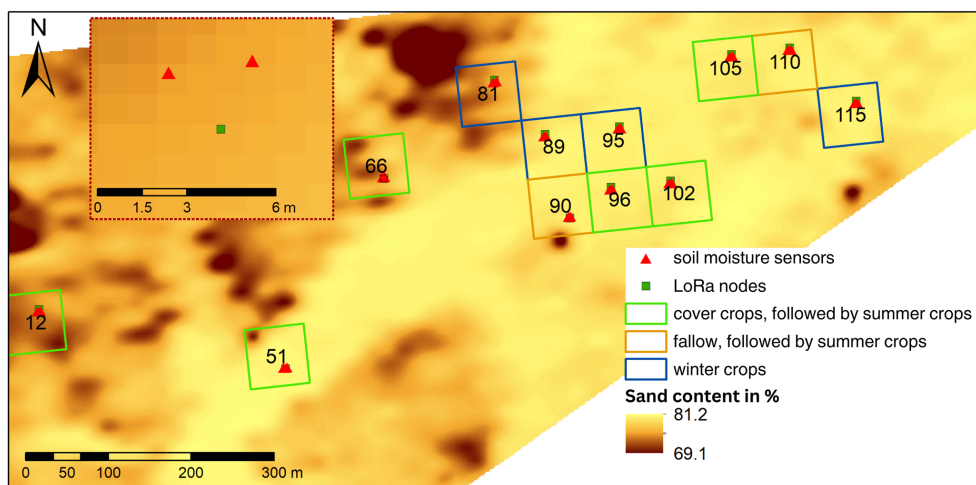 N
0 1.5 3 6 m
81
89
95
105
110
115
66
90
96
102
12
51
soil moisture sensors
LoRa nodes
cover crops, followed by summer crops
fallow, followed by summer crops
winter crops
Sand content in %
81.2
69.1
0 50 100 200 300 m